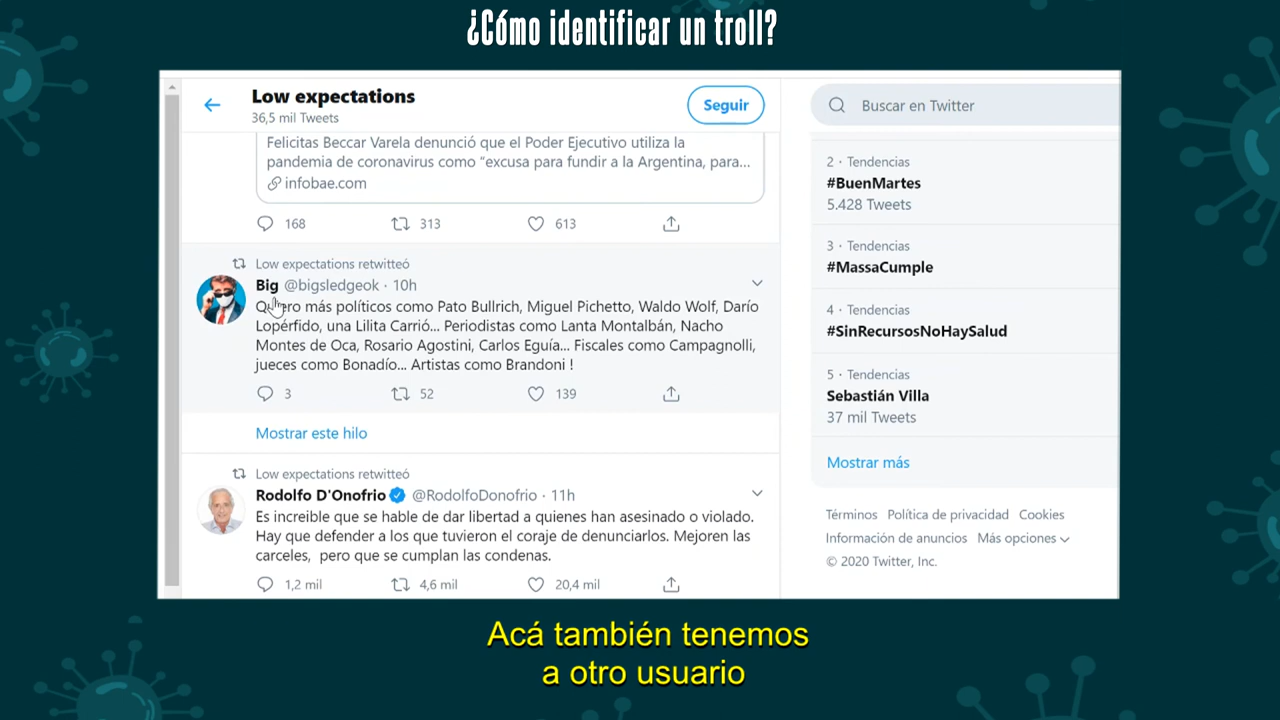 ¿Cómo identificar un troll?
Low expectations
36,5 mil Tweets
Seguir
Felicitas Beccar Varela denunció que el Poder Ejecutivo utiliza la
pandemia de coronavirus como “excusa para fundir a la Argentina, para...
infobae.com
168 313 613
Low expectations retwitteó
Big @bigsledgeok · 10h
Quiero más políticos como Pato Bullrich, Miguel Pichetto, Waldo Wolf, Darío
Lopérfido, una Lilita Carrió... Periodistas como Lanta Montalbán, Nacho
Montes de Oca, Rosario Agostini, Carlos Eguía... Fiscales como Campagnolli,
jueces como Bonadío... Artistas como Brandoni !
3 52 139
Mostrar este hilo
Low expectations retwitteó
Rodolfo D'Onofrio @RodolfoDonofrio · 11h
Es increible que se hable de dar libertad a quienes han asesinado o violado.
Hay que defender a los que tuvieron el coraje de denunciarlos. Mejoren las
carceles, pero que se cumplan las condenas.
1,2 mil 4,6 mil 20,4 mil
Buscar en Twitter
2 · Tendencias
#BuenMartes
5.428 Tweets
3 · Tendencias
#MassaCumple
4 · Tendencias
#SinRecursosNoHaySalud
5 · Tendencias
Sebastián Villa
37 mil Tweets
Mostrar más
Términos Política de privacidad Cookies
Información de anuncios Más opciones
© 2020 Twitter, Inc.
Acá también tenemos
a otro usuario